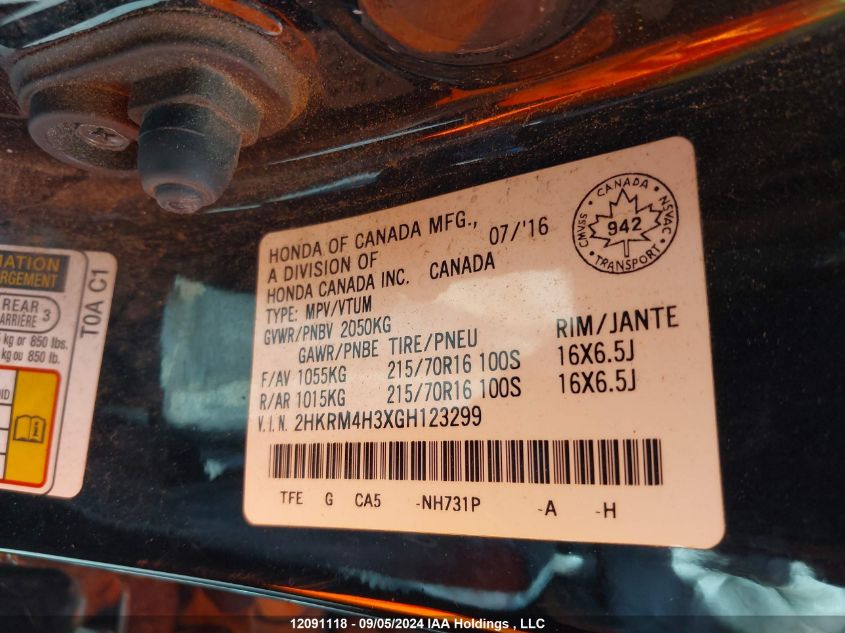 MATION
ARGEMENT
REAR 3
ARRIÈRE
kg or 850 lbs.
kg ou 850 lb.
TOA C1
HONDA OF CANADA MFG., 07/'16
A DIVISION OF
HONDA CANADA INC. CANADA
TYPE: MPV/VTUM
GVWR/PNBV 2050KG
GAWR/PNBE TIRE/PNEU RIM/JANTE
F/AV 1055KG 215/70R16 100S 16X6.5J
R/AR 1015KG 215/70R16 100S 16X6.5J
V.I.N. 2HKRM4H3XGH123299
TFE G CA5 -NH731P -A -H
CANADA
CMVSS 942 NSVAC
TRANSPORT
12091118 - 09/05/2024 IAA Holdings , LLC